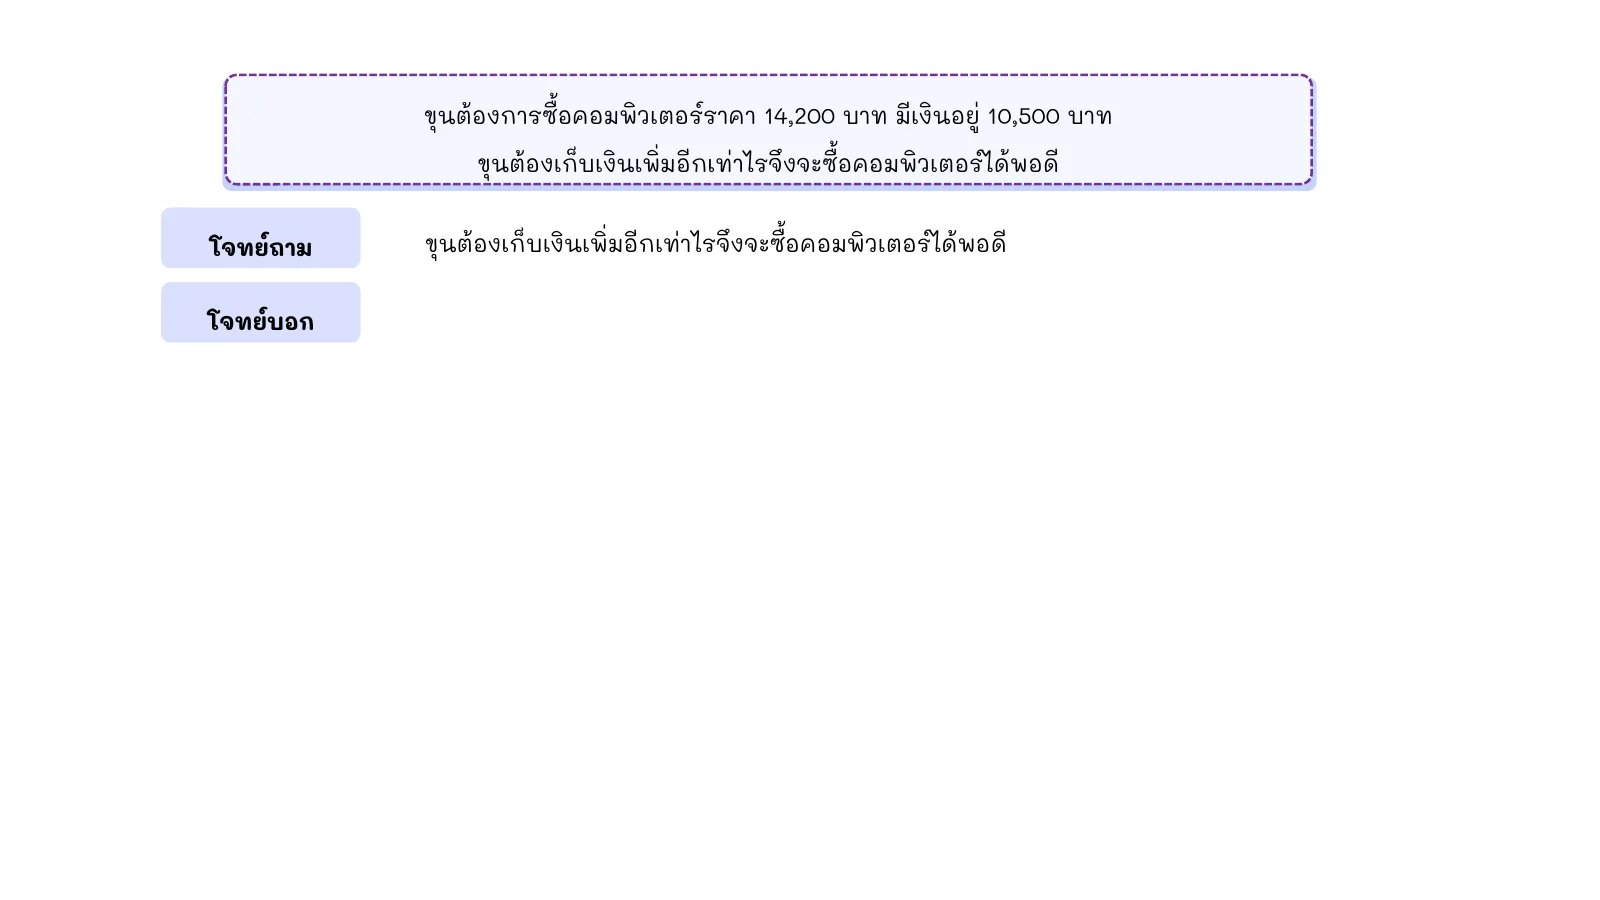 ขุนต้องการซื้อคอมพิวเตอร์ราคา 14,200 บาท มีเงินอยู่ 10,500 บาท
ขุนต้องเก็บเงินเพิ่มอีกเท่าไรจึงจะซื้อคอมพิวเตอร์ได้พอดี
โจทย์ถาม ขุนต้องเก็บเงินเพิ่มอีกเท่าไรจึงจะซื้อคอมพิวเตอร์ได้พอดี
โจทย์บอก